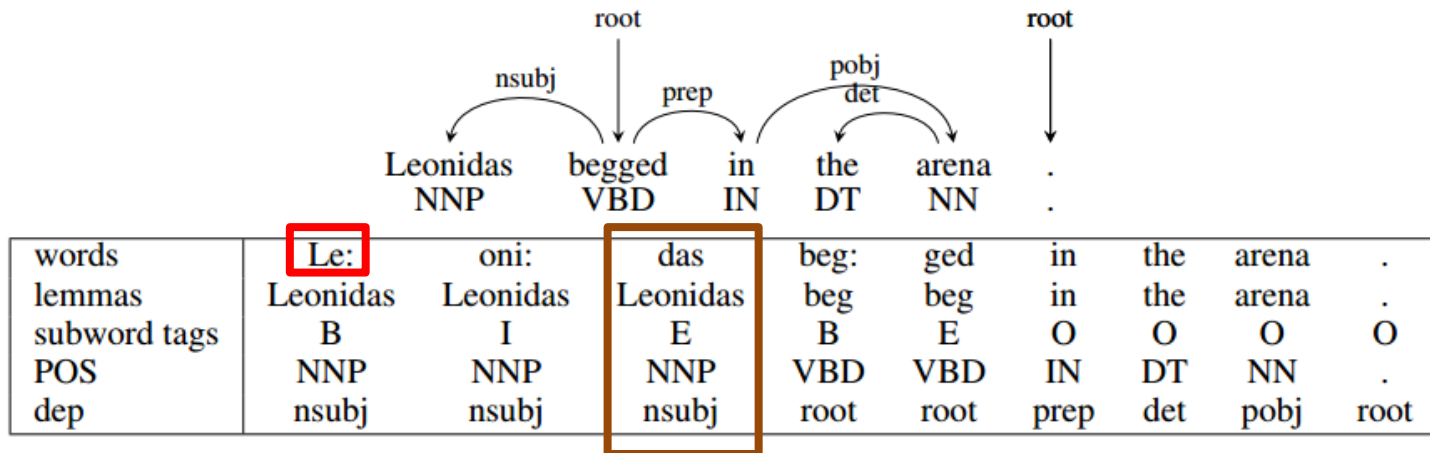 root root
nsubj prep pobj
det
Leonidas begged in the arena .
NNP VBD IN DT NN .
words Le: oni: das beg: ged in the arena .
lemmas Leonidas Leonidas Leonidas beg beg in the arena .
subword tags B I E B E O O O O
POS NNP NNP NNP VBD VBD IN DT NN .
dep nsubj nsubj nsubj root root prep det pobj root